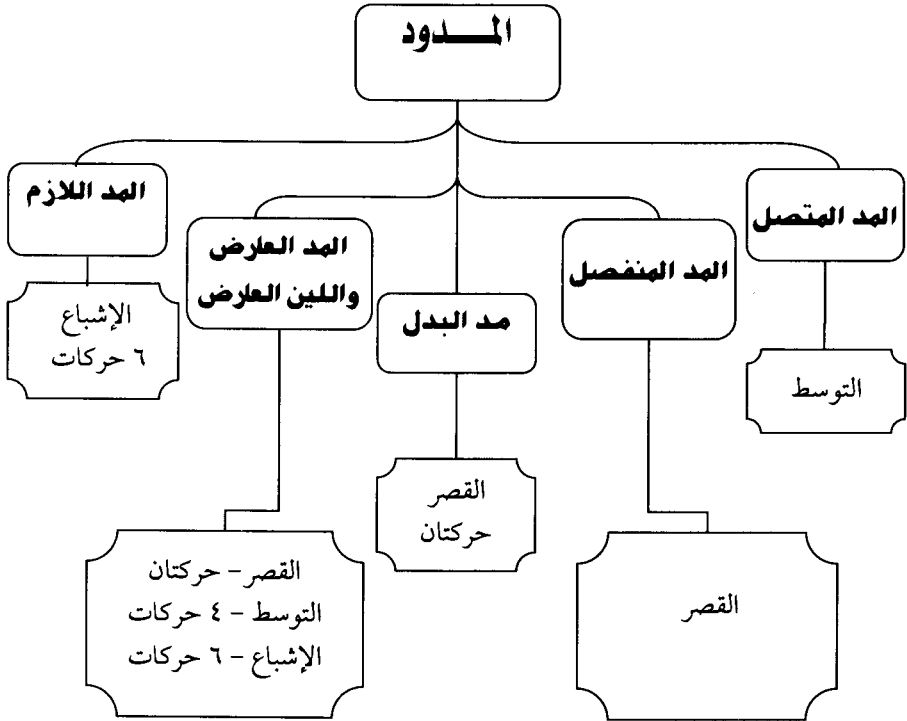 المـــدود
المد المتصل
التوسط
المد المنفصل
القصر
مد البدل
القصر
حركتان
المد العارض
واللين العارض
القصر – حركتان
التوسط – ٤ حركات
الإشباع – ٦ حركات
المد اللازم
الإشباع
٦ حركات